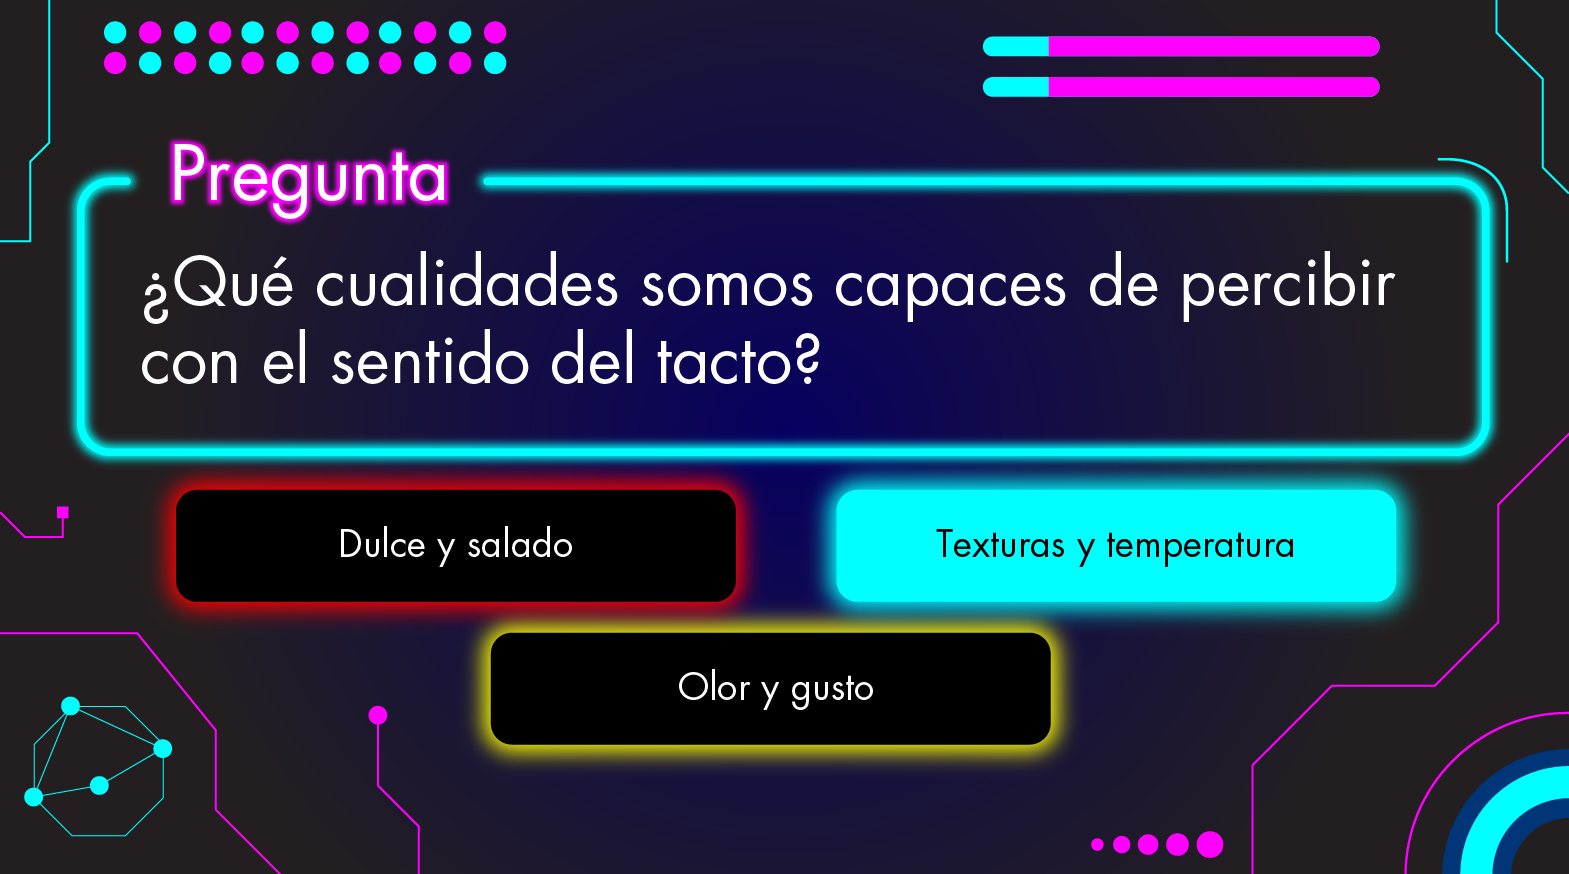 Pregunta
¿Qué cualidades somos capaces de percibir
con el sentido del tacto?
Dulce y salado
Texturas y temperatura
Olor y gusto